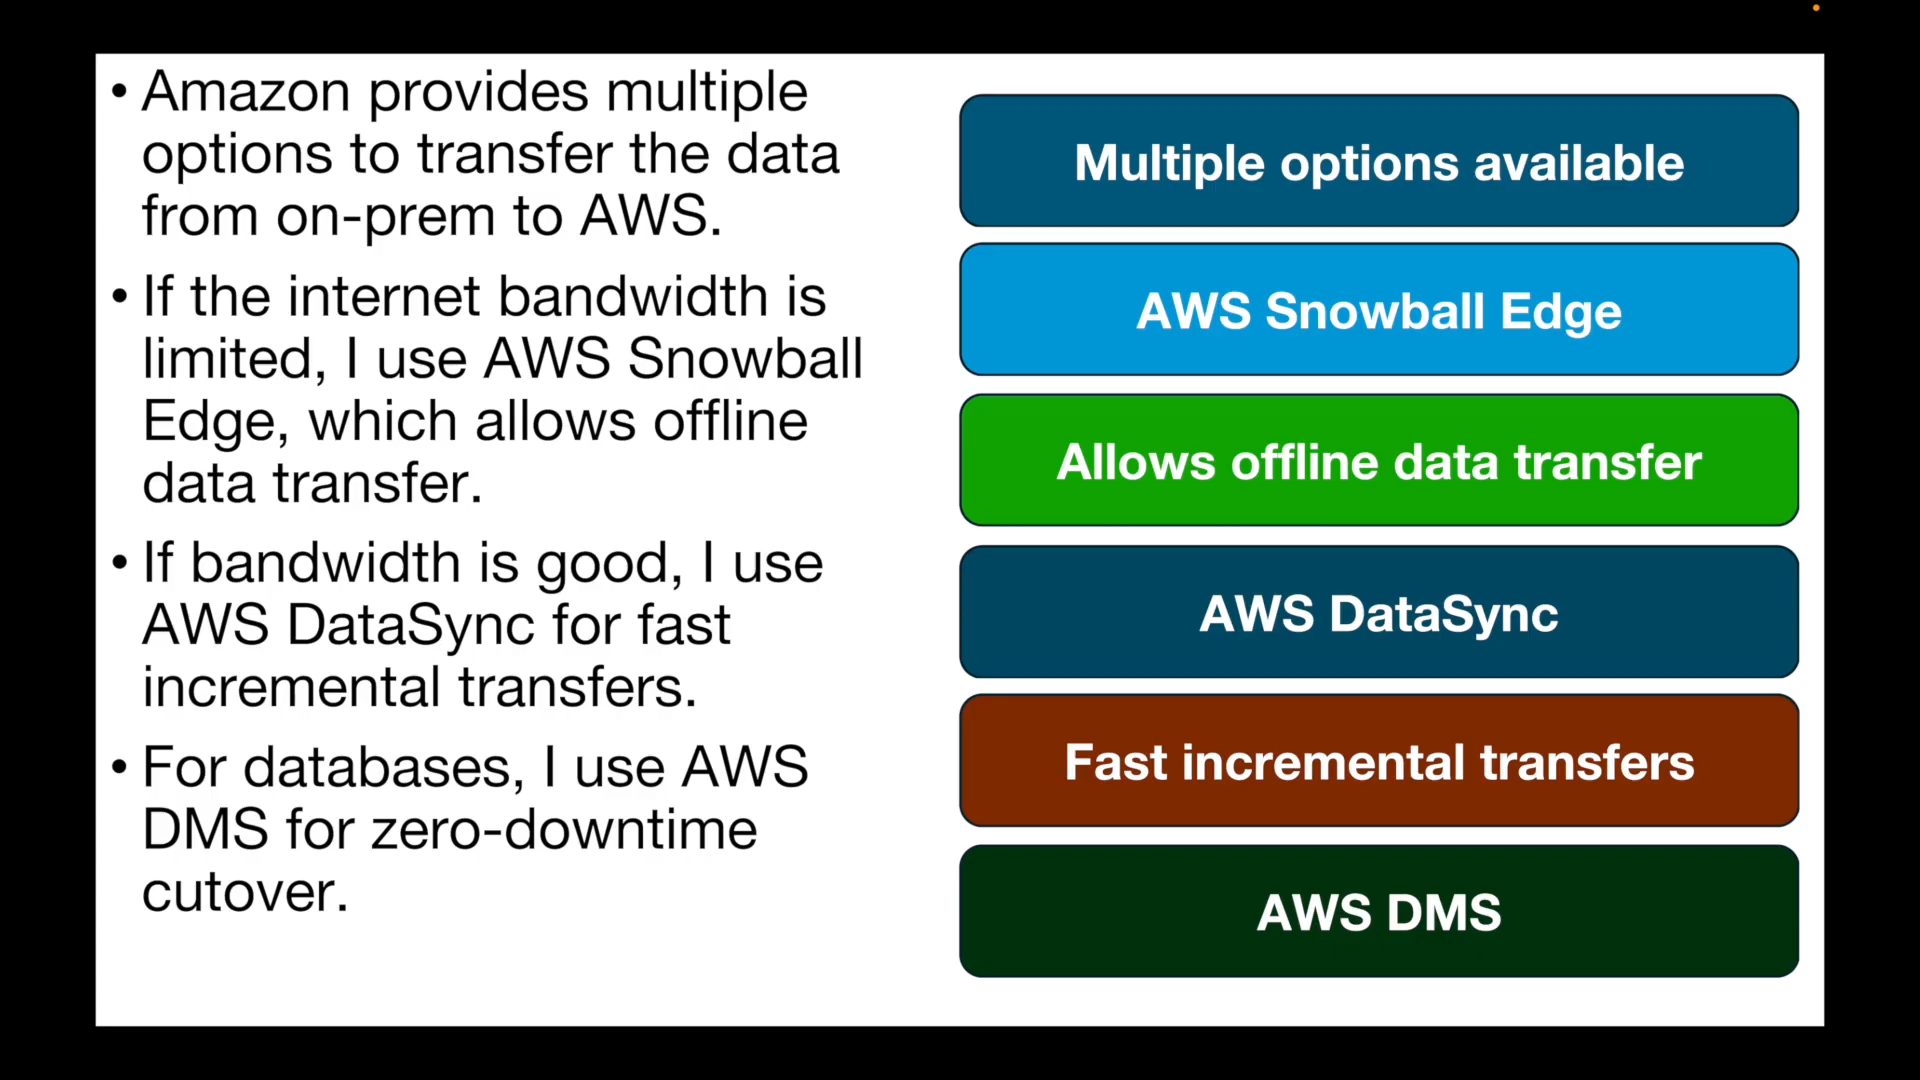 • Amazon provides multiple
options to transfer the data
from on-prem to AWS.
• If the internet bandwidth is
limited, I use AWS Snowball
Edge, which allows offline
data transfer.
• If bandwidth is good, I use
AWS DataSync for fast
incremental transfers.
• For databases, I use AWS
DMS for zero-downtime
cutover.
Multiple options available
AWS Snowball Edge
Allows offline data transfer
AWS DataSync
Fast incremental transfers
AWS DMS